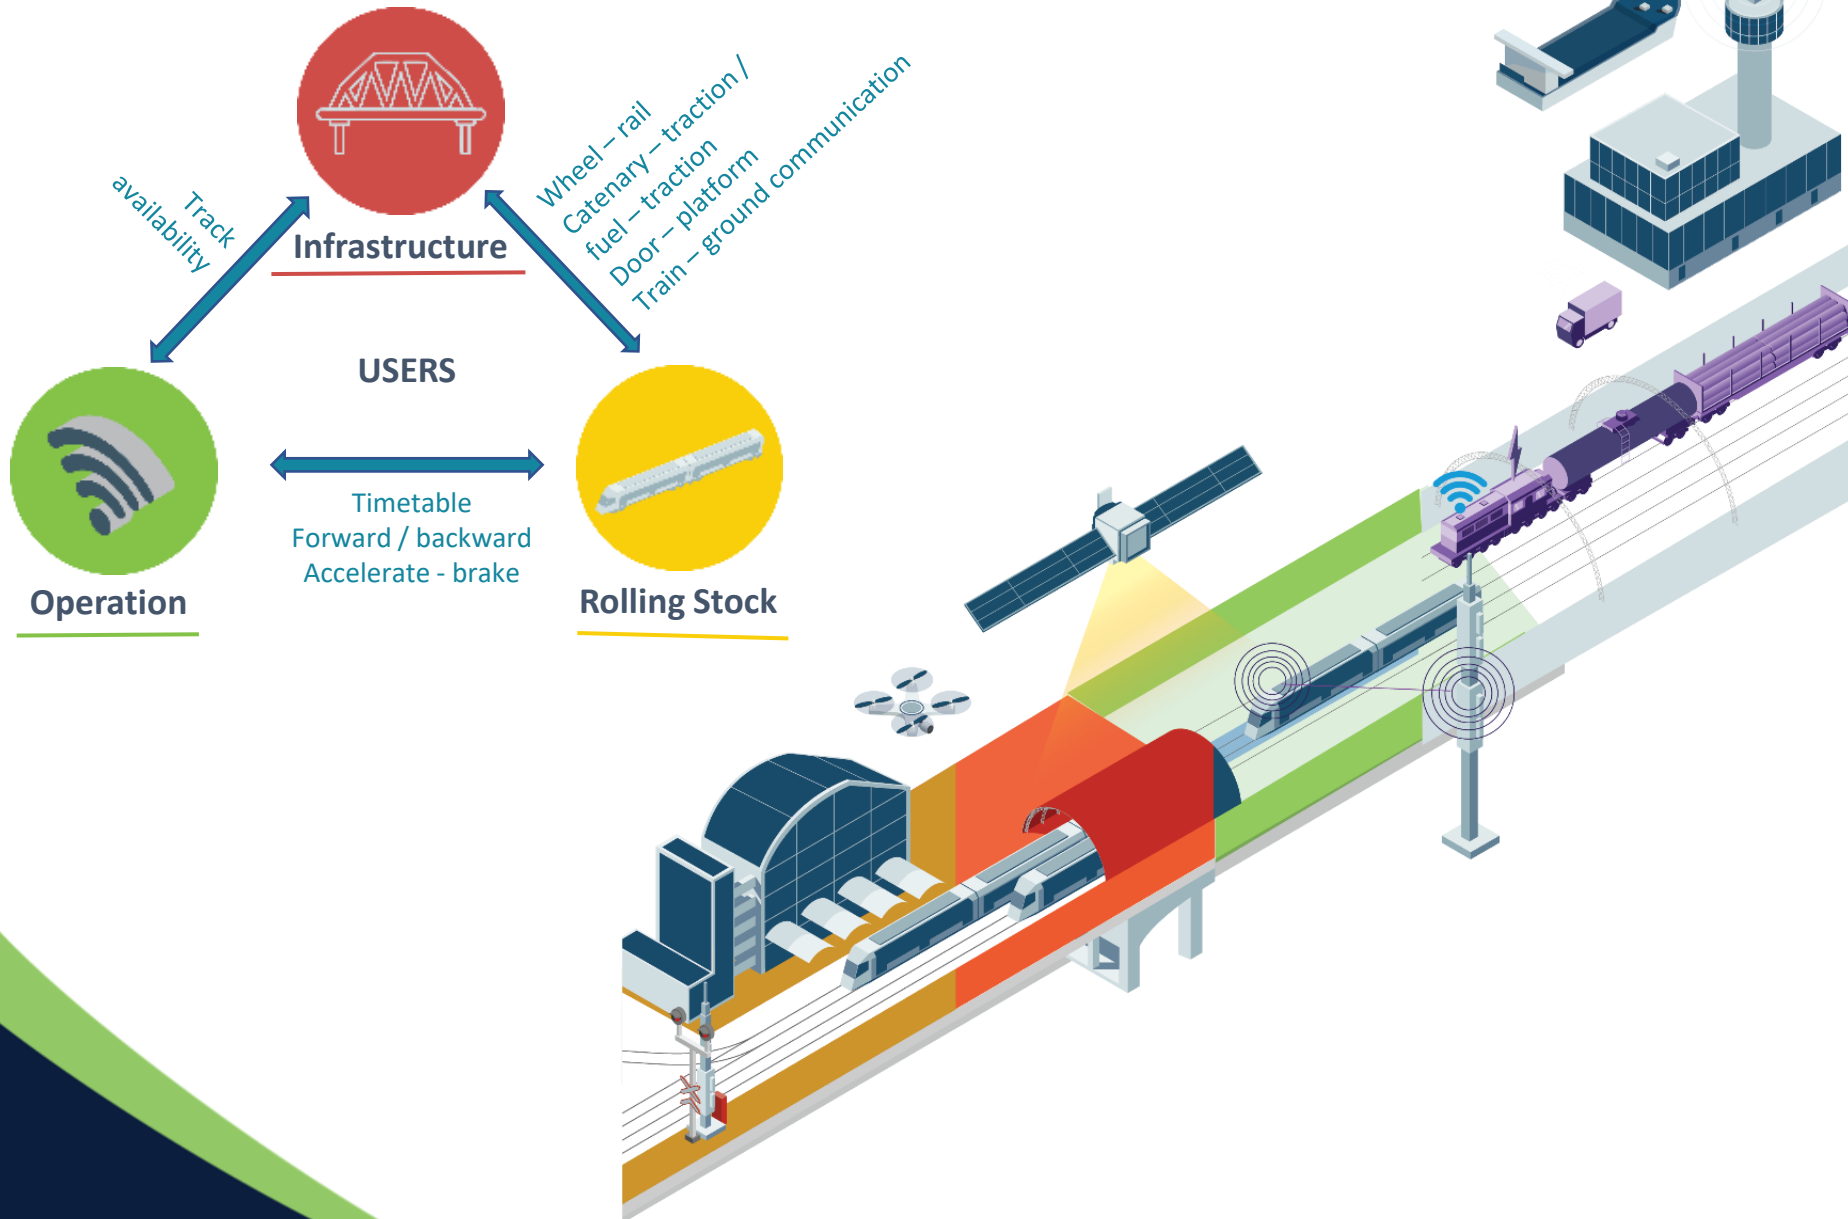 Track
availability
Wheel – rail
Catenary – traction /
fuel – traction
Door – platform
Train – ground communication
Infrastructure
USERS
Timetable
Forward / backward
Accelerate - brake
Operation
Rolling Stock